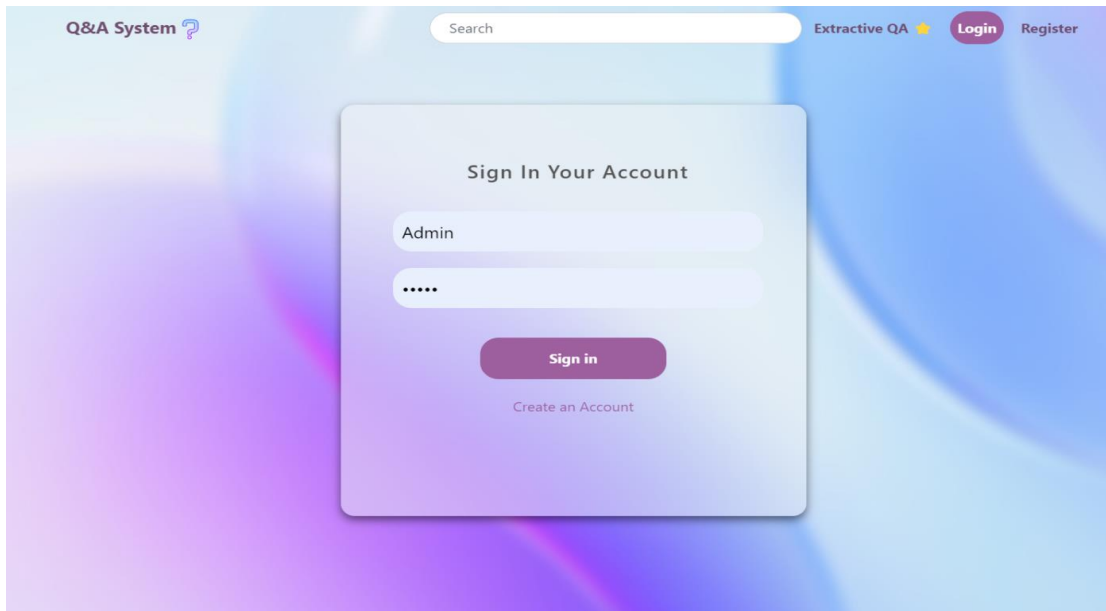 Q&A System
Search
Extractive QA ⭐
Login
Register
Sign In Your Account
Admin
•••••
Sign in
Create an Account